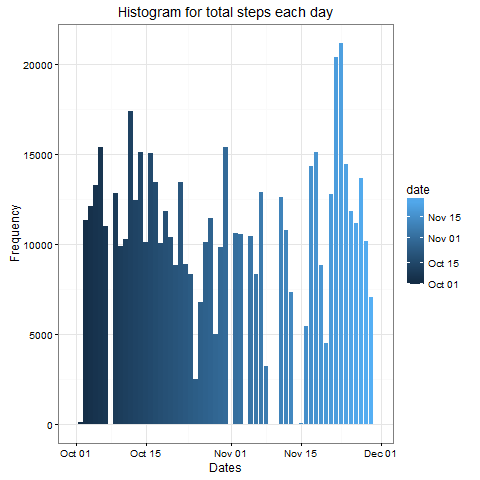 Histogram for total steps each day
Frequency
20000
15000
10000
5000
0
Oct 01
Oct 15
Nov 01
Nov 15
Dec 01
Dates
date
Nov 15
Nov 01
Oct 15
Oct 01